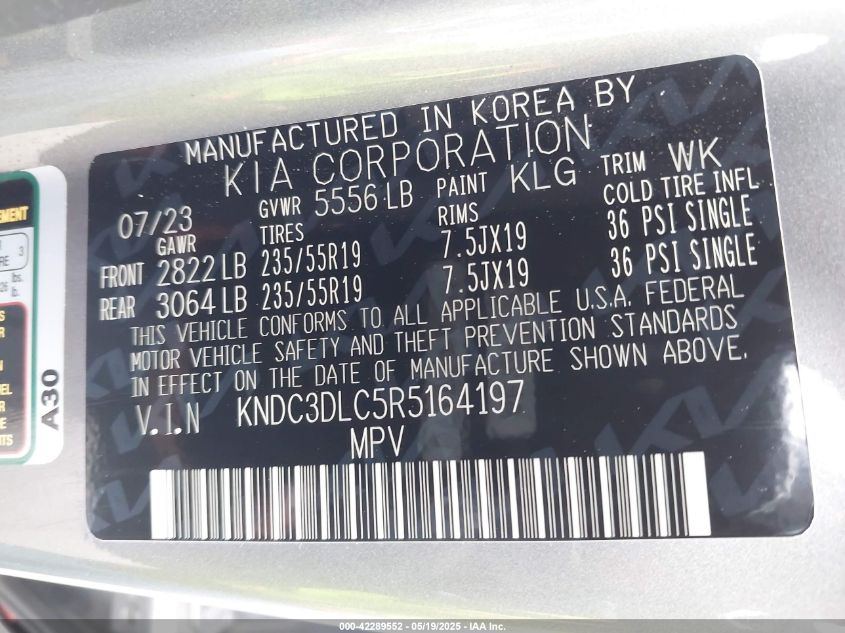 MANUFACTURED IN KOREA BY
KIA CORPORATION
07/23 GVWR 5556 LB PAINT KLG TRIM WK
GAWR TIRES RIMS COLD TIRE INFL
FRONT 2822 LB 235/55R19 7.5JX19 36 PSI SINGLE
REAR 3064 LB 235/55R19 7.5JX19 36 PSI SINGLE
THIS VEHICLE CONFORMS TO ALL APPLICABLE U.S.A. FEDERAL
MOTOR VEHICLE SAFETY AND THEFT PREVENTION STANDARDS
IN EFFECT ON THE DATE OF MANUFACTURE SHOWN ABOVE.
V.I.N KNDC3DLC5R5164197
MPV
A30
000-42289552 - 05/19/2025 - IAA Inc.